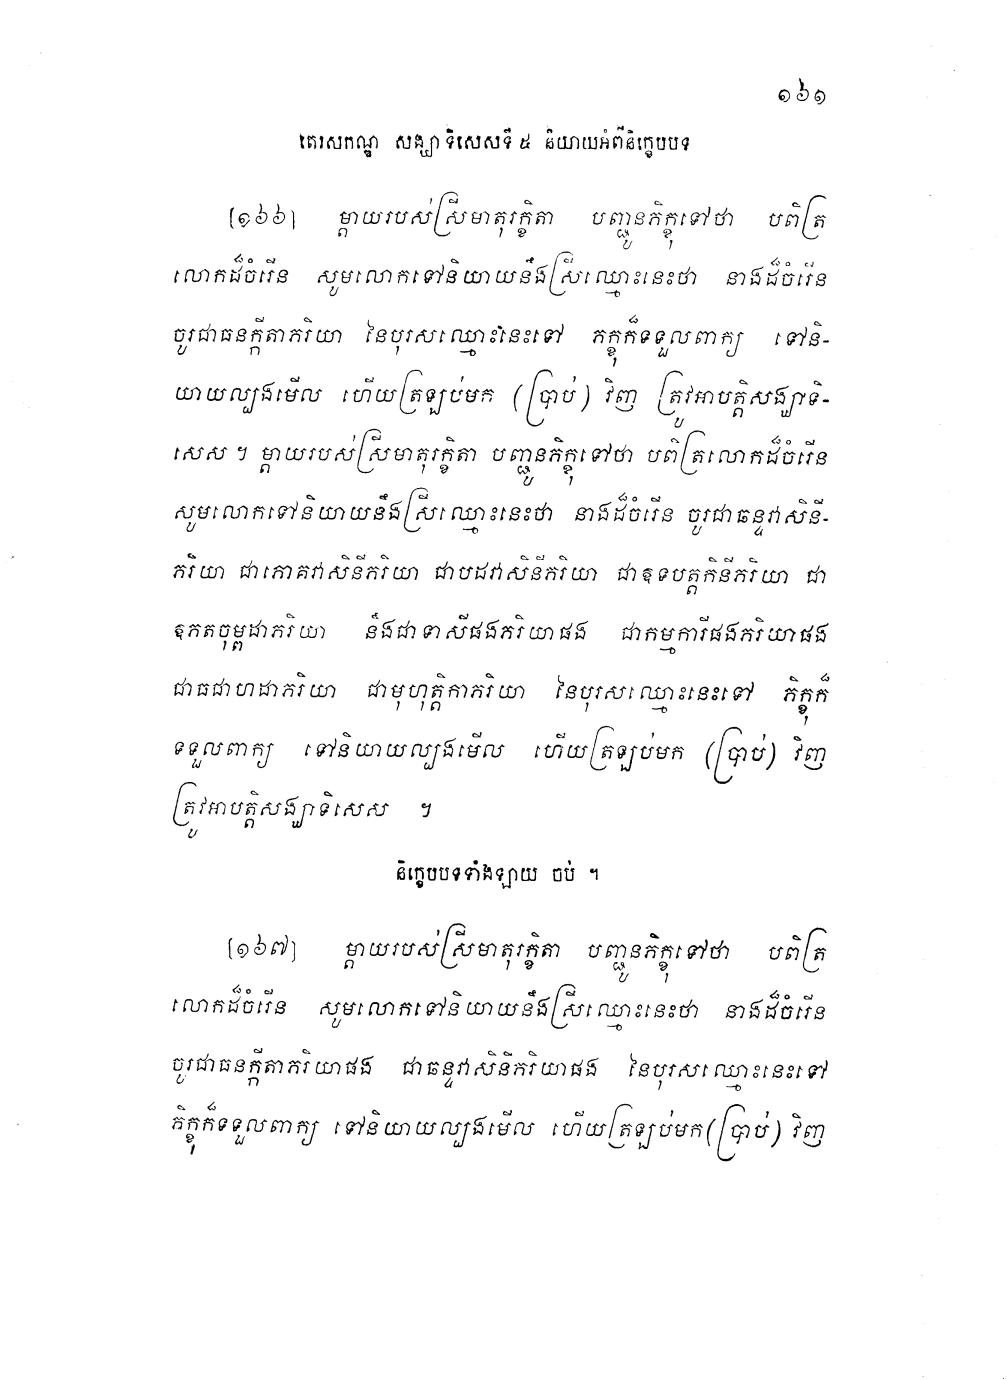 ១៦១
តេរសកណ្ឌ សង្ឃាទិសេសទី ៥ និយាយអំពីនិក្ខេបបទ
[១៦៦] ម្តាយរបស់ស្រីមាតុរក្ខិតា បញ្ជូនភិក្ខុទៅថា បពិត្រ
លោកដ៏ចំរើន សូមលោកទៅនិយាយនឹងស្រីឈ្មោះនេះថា នាងដ៏ចំរើន
ចូរជាធនក្កីតាភរិយា នៃបុរសឈ្មោះនេះទៅ ភក្ខុក៏ទទួលពាក្យ ទៅនិ-
យាយល្បងមើល ហើយត្រឡប់មក (ប្រាប់) វិញ ត្រូវអាបត្តិសង្ឃាទិ-
សេស ។ ម្តាយរបស់ស្រីមាតុរក្ខិតា បញ្ជូនភិក្ខុទៅថា បពិត្រលោកដ៏ចំរើន
សូមលោកទៅនិយាយនឹងស្រីឈ្មោះនេះថា នាងដ៏ចំរើន ចូរជាឆន្ទវាសិនី-
ភរិយា ជាភោគវាសិនីភរិយា ជាបដវាសិនីភរិយា ជាឧទបត្តកិនីភរិយា ជា
ឧភតចុម្ពដាភរិយា នឹងជាទាសីផងភរិយាផង ជាកម្មការីផងភរិយាផង
ជាធជាហដាភរិយា ជាមុហុត្តិកាភរិយា នៃបុរសឈ្មោះនេះទៅ ភិក្ខុក៏
ទទួលពាក្យ ទៅនិយាយល្បងមើល ហើយត្រឡប់មក (ប្រាប់) វិញ
ត្រូវអាបត្តិសង្ឃាទិសេស ។
និក្ខេបបទទាំងឡាយ ចប់ ។
[១៦៧] ម្តាយរបស់ស្រីមាតុរក្ខិតា បញ្ជូនភិក្ខុទៅថា បពិត្រ
លោកដ៏ចំរើន សូមលោកទៅនិយាយនឹងស្រីឈ្មោះនេះថា នាងដ៏ចំរើន
ចូរជាធនក្កីតាភរិយាផង ជាឆន្ទវាសិនីភរិយាផង នៃបុរសឈ្មោះនេះទៅ
ភិក្ខុក៏ទទួលពាក្យ ទៅនិយាយល្បងមើល ហើយត្រឡប់មក(ប្រាប់) វិញ